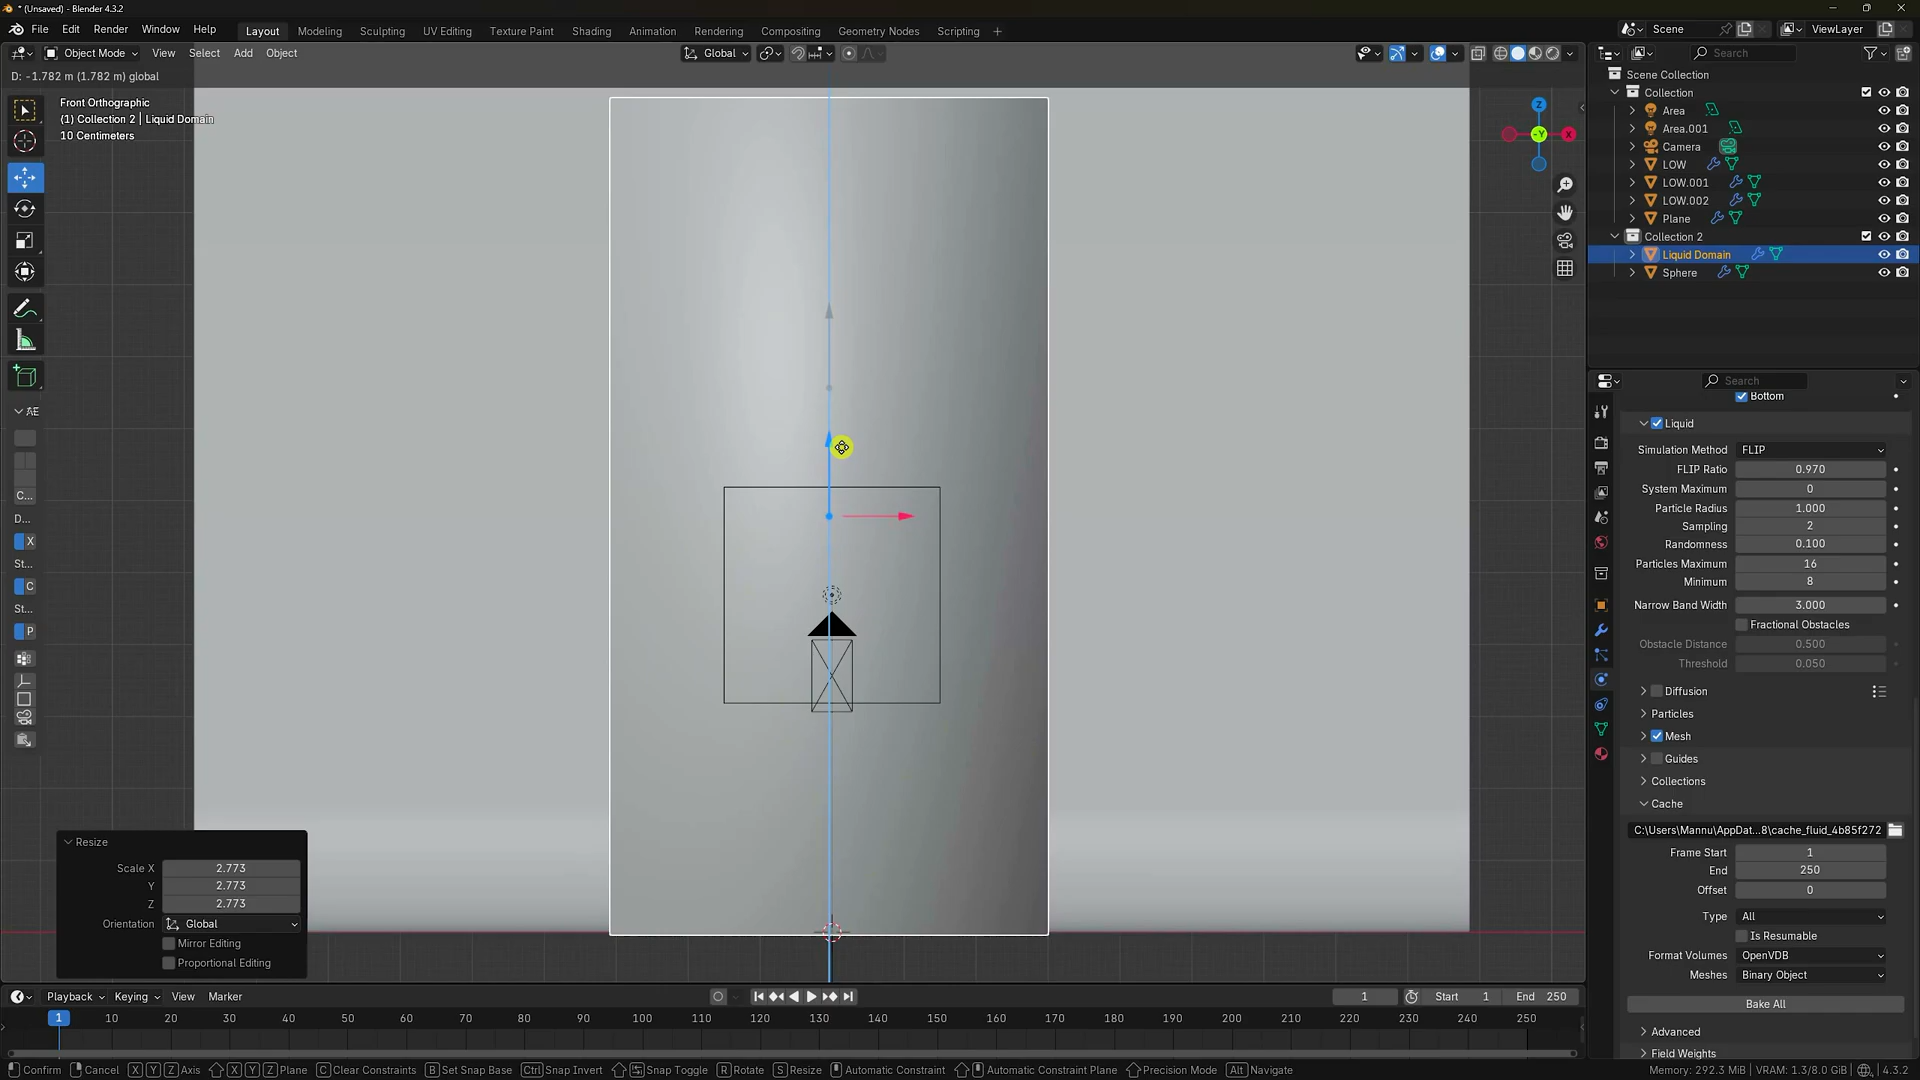 * (Unsaved) - Blender 4.3.2
File Edit Render Window Help Layout Modeling Sculpting UV Editing Texture Paint Shading Animation Rendering Compositing Geometry Nodes Scripting +
Scene ViewLayer
Object Mode View Select Add Object Global
Search
D: -1.782 m (1.782 m) global
Front Orthographic
(1) Collection 2 | Liquid Domain
10 Centimeters
Z
-Y
X
AE
C...
D...
X
St...
C
St...
P
Resize
Scale X 2.773
Y 2.773
Z 2.773
Orientation Global
Mirror Editing
Proportional Editing
Scene Collection
Collection
Area
Area.001
Camera
LOW
LOW.001
LOW.002
Plane
Collection 2
Liquid Domain
Sphere
Search
Bottom
Liquid
Simulation Method FLIP
FLIP Ratio 0.970
System Maximum 0
Particle Radius 1.000
Sampling 2
Randomness 0.100
Particles Maximum 16
Minimum 8
Narrow Band Width 3.000
Fractional Obstacles
Obstacle Distance 0.500
Threshold 0.050
Diffusion
Particles
Mesh
Guides
Collections
Cache
C:\Users\Mannu\AppDat...8\cache_fluid_4b85f272
Frame Start 1
End 250
Offset 0
Type All
Is Resumable
Format Volumes OpenVDB
Meshes Binary Object
Bake All
Advanced
Field Weights
Playback Keying View Marker 1 Start 1 End 250
1 10 20 30 40 50 60 70 80 90 100 110 120 130 140 150 160 170 180 190 200 210 220 230 240 250
Confirm Cancel X Y Z Axis X Y Z Plane C Clear Constraints B Set Snap Base Ctrl Snap Invert Snap Toggle R Rotate S Resize Automatic Constraint Automatic Constraint Plane Precision Mode Alt Navigate Memory: 292.3 MiB | VRAM: 1.3/8.0 GiB | 4.3.2